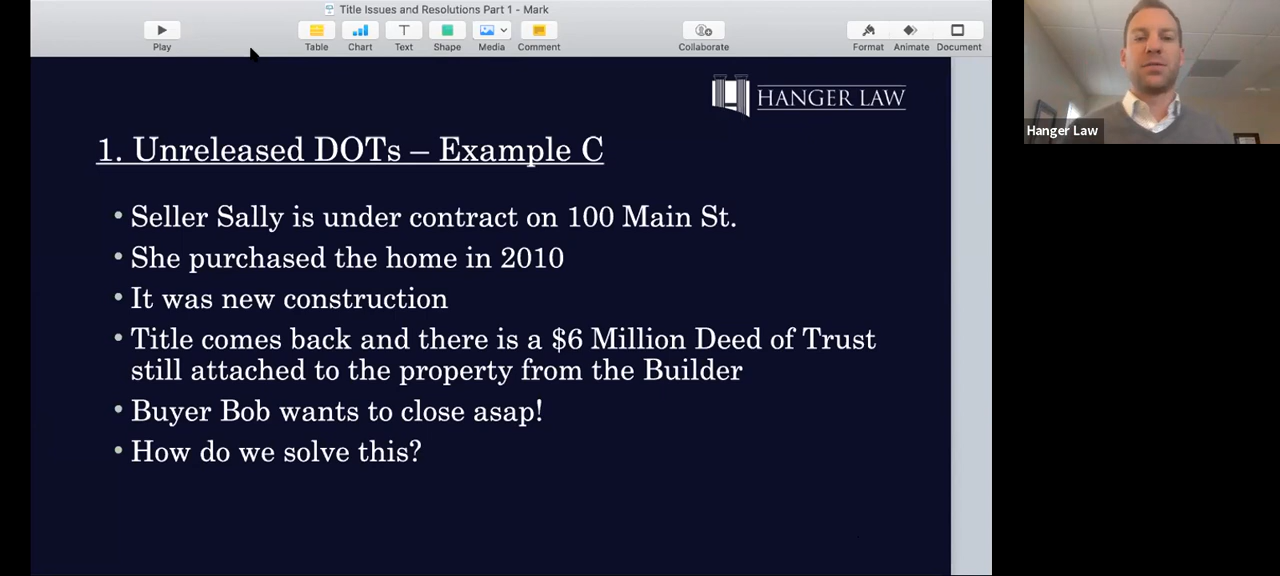 Title Issues and Resolutions Part 1 - Mark
Play
Table
Chart
Text
Shape
Media
Comment
Collaborate
Format
Animate
Document
HANGER LAW
Hanger Law
1. Unreleased DOTs – Example C
• Seller Sally is under contract on 100 Main St.
• She purchased the home in 2010
• It was new construction
• Title comes back and there is a $6 Million Deed of Trust
still attached to the property from the Builder
• Buyer Bob wants to close asap!
• How do we solve this?